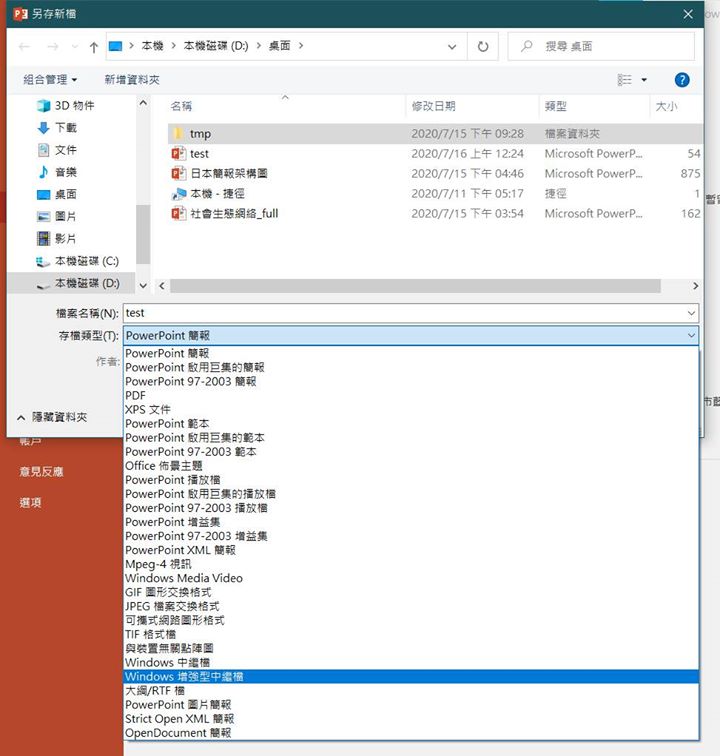 另存新檔
本機 > 本機磁碟 (D:) > 桌面 >
搜尋 桌面
組合管理
新增資料夾
名稱 修改日期 類型 大小
3D 物件
下載
文件
音樂
桌面
圖片
影片
本機磁碟 (C:)
本機磁碟 (D:)
tmp 2020/7/15 下午 09:28 檔案資料夾
test 2020/7/16 上午 12:24 Microsoft PowerP... 54
日本簡報架構圖 2020/7/15 下午 04:46 Microsoft PowerP... 875
本機 - 捷徑 2020/7/11 下午 05:17 捷徑 1
社會生態網絡_full 2020/7/15 下午 03:54 Microsoft PowerP... 162
檔案名稱(N): test
存檔類型(T): PowerPoint 簡報
作者:
PowerPoint 簡報
PowerPoint 啟用巨集的簡報
PowerPoint 97-2003 簡報
PDF
XPS 文件
PowerPoint 範本
PowerPoint 啟用巨集的範本
PowerPoint 97-2003 範本
Office 佈景主題
PowerPoint 播放檔
PowerPoint 啟用巨集的播放檔
PowerPoint 97-2003 播放檔
PowerPoint 增益集
PowerPoint 97-2003 增益集
PowerPoint XML 簡報
Mpeg-4 視訊
Windows Media Video
GIF 圖形交換格式
JPEG 檔案交換格式
可攜式網路圖形格式
TIF 格式檔
與裝置無關點陣圖
Windows 中繼檔
Windows 增強型中繼檔
大綱/RTF 檔
PowerPoint 圖片簡報
Strict Open XML 簡報
OpenDocument 簡報
隱藏資料夾
帳戶
意見反應
選項